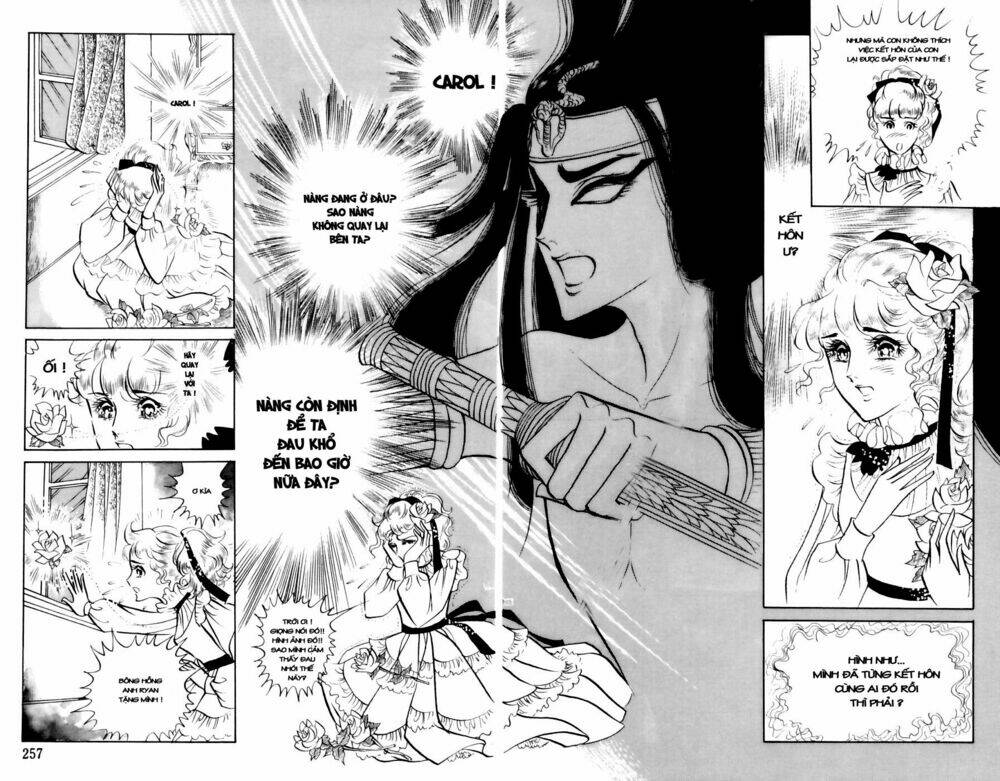 NHƯNG MÀ CON KHÔNG THÍCH
VIỆC KẾT HÔN CỦA CON
LẠI ĐƯỢC SẮP ĐẶT NHƯ THẾ !
KẾT
HÔN
Ư?
HÌNH NHƯ...
MÌNH ĐÃ TỪNG KẾT HÔN
CÙNG AI ĐÓ RỒI
THÌ PHẢI ?
CAROL !
NÀNG ĐANG Ở ĐÂU?
SAO NÀNG
KHÔNG QUAY LẠI
BÊN TA?
NÀNG CÒN ĐỊNH
ĐỂ TA
ĐAU KHỔ
ĐẾN BAO GIỜ
NỮA ĐÂY?
TRỜI ƠI !
GIỌNG NÓI ĐÓ!!
HÌNH ẢNH ĐÓ!!
SAO MÌNH CẢM
THẤY ĐAU
NHÓI THẾ
NÀY?
CAROL !
HÃY
QUAY
LẠI
VỚI
TA !
ỐI !
Ơ KÌA
BÔNG HỒNG
ANH RYAN
TẶNG MÌNH !
257